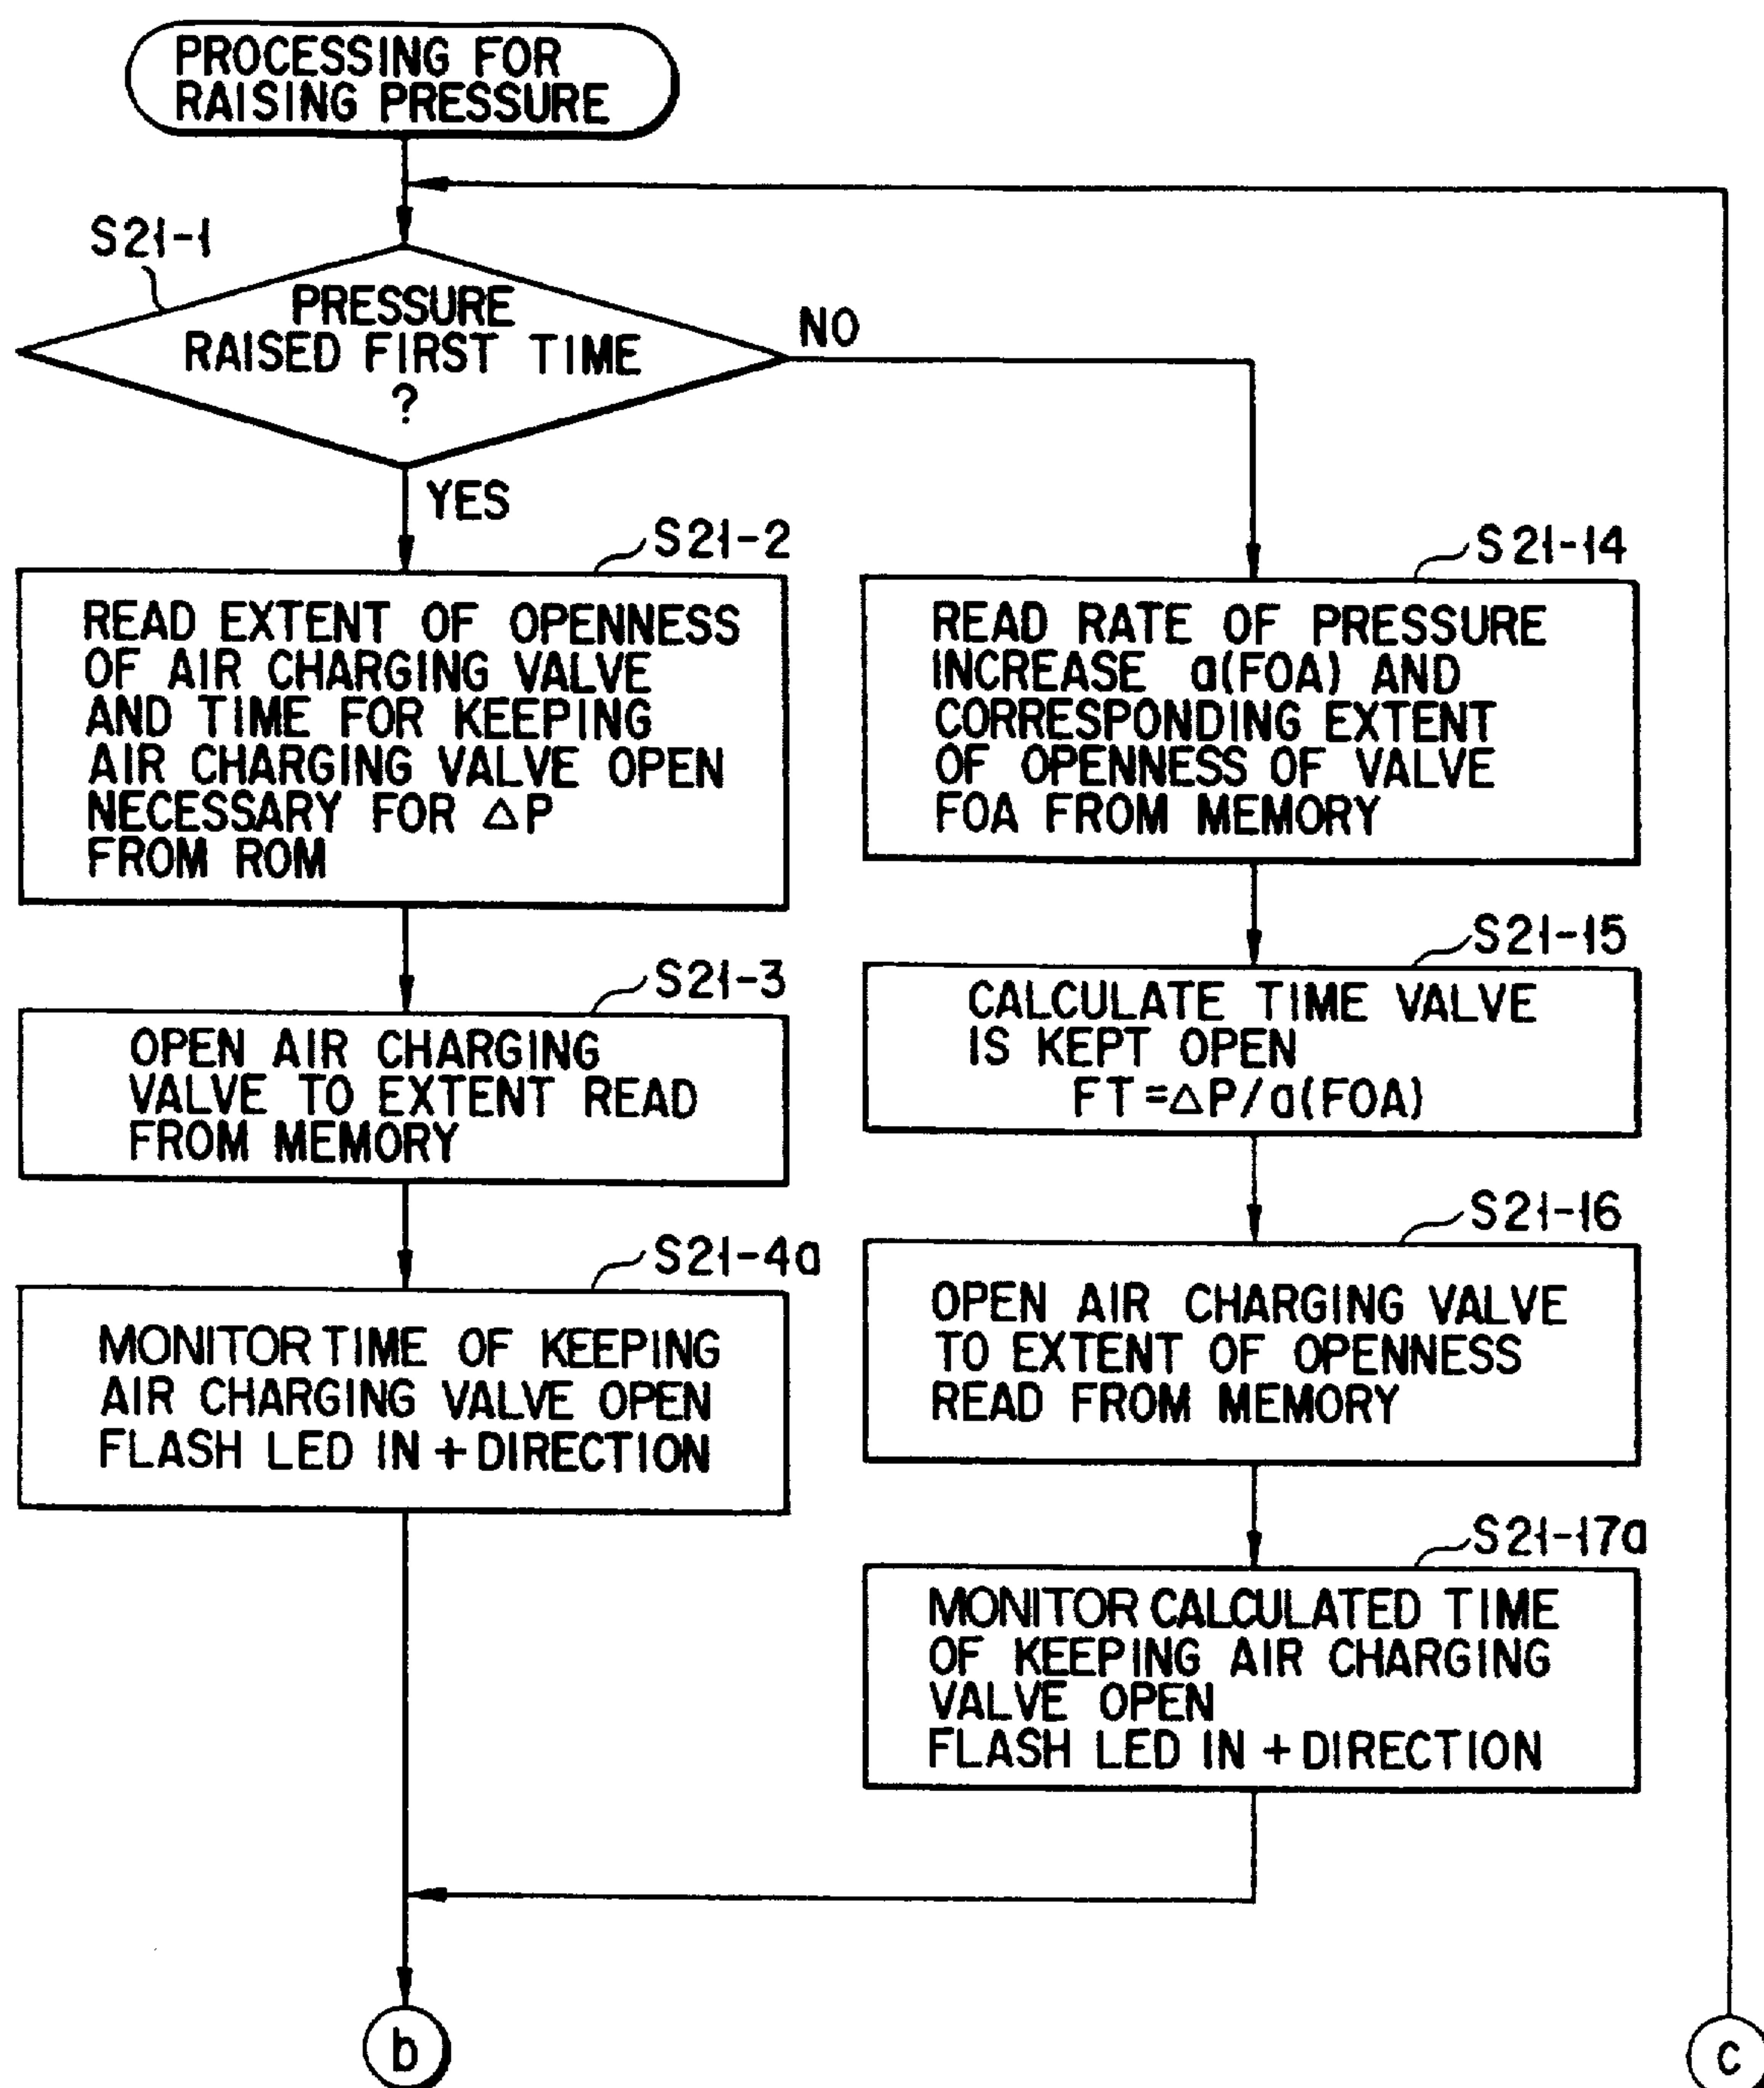 PROCESSING FOR
RAISING PRESSURE
S21-1
PRESSURE
RAISED FIRST TIME
?
NO
YES
S21-2
READ EXTENT OF OPENNESS
OF AIR CHARGING VALVE
AND TIME FOR KEEPING
AIR CHARGING VALVE OPEN
NECESSARY FOR △P
FROM ROM
S21-3
OPEN AIR CHARGING
VALVE TO EXTENT READ
FROM MEMORY
S21-4a
MONITOR TIME OF KEEPING
AIR CHARGING VALVE OPEN
FLASH LED IN + DIRECTION
S21-14
READ RATE OF PRESSURE
INCREASE a(FOA) AND
CORRESPONDING EXTENT
OF OPENNESS OF VALVE
FOA FROM MEMORY
S21-15
CALCULATE TIME VALVE
IS KEPT OPEN
FT=△P/a(FOA)
S21-16
OPEN AIR CHARGING VALVE
TO EXTENT OF OPENNESS
READ FROM MEMORY
S21-17a
MONITOR CALCULATED TIME
OF KEEPING AIR CHARGING
VALVE OPEN
FLASH LED IN + DIRECTION
b
c